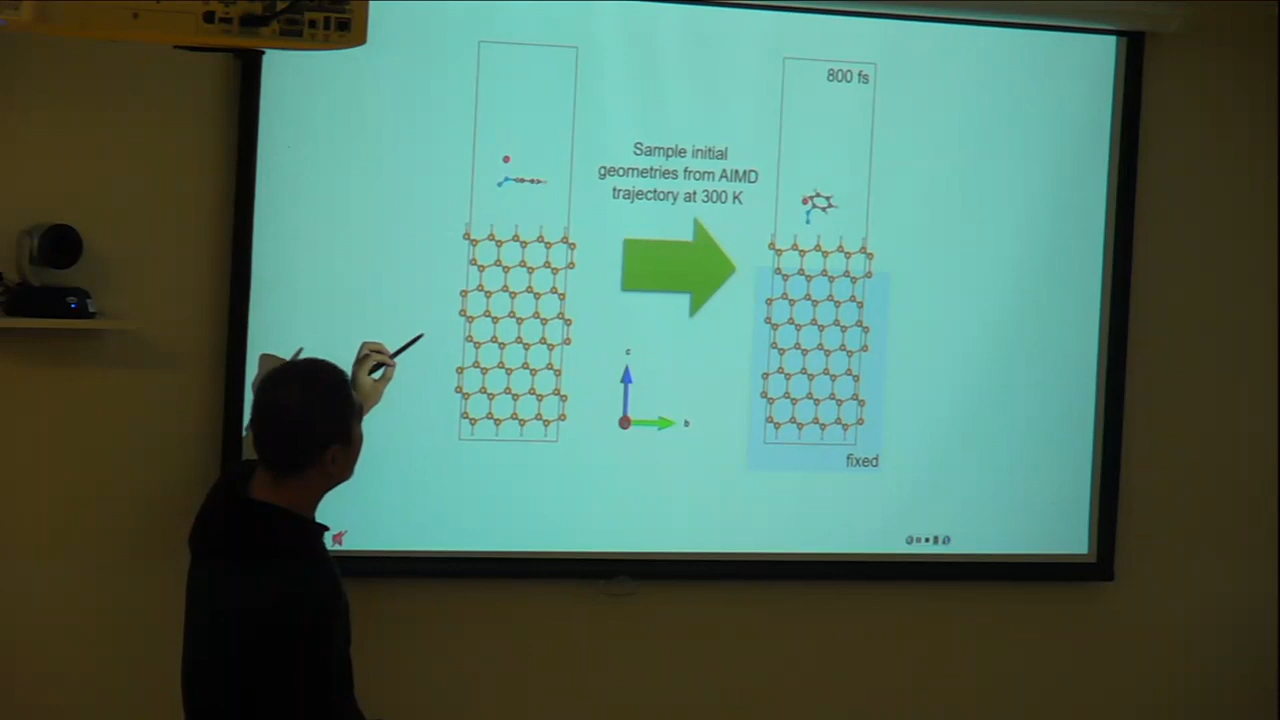 800 fs
Sample initial
geometries from AIMD
trajectory at 300 K
c
b
fixed